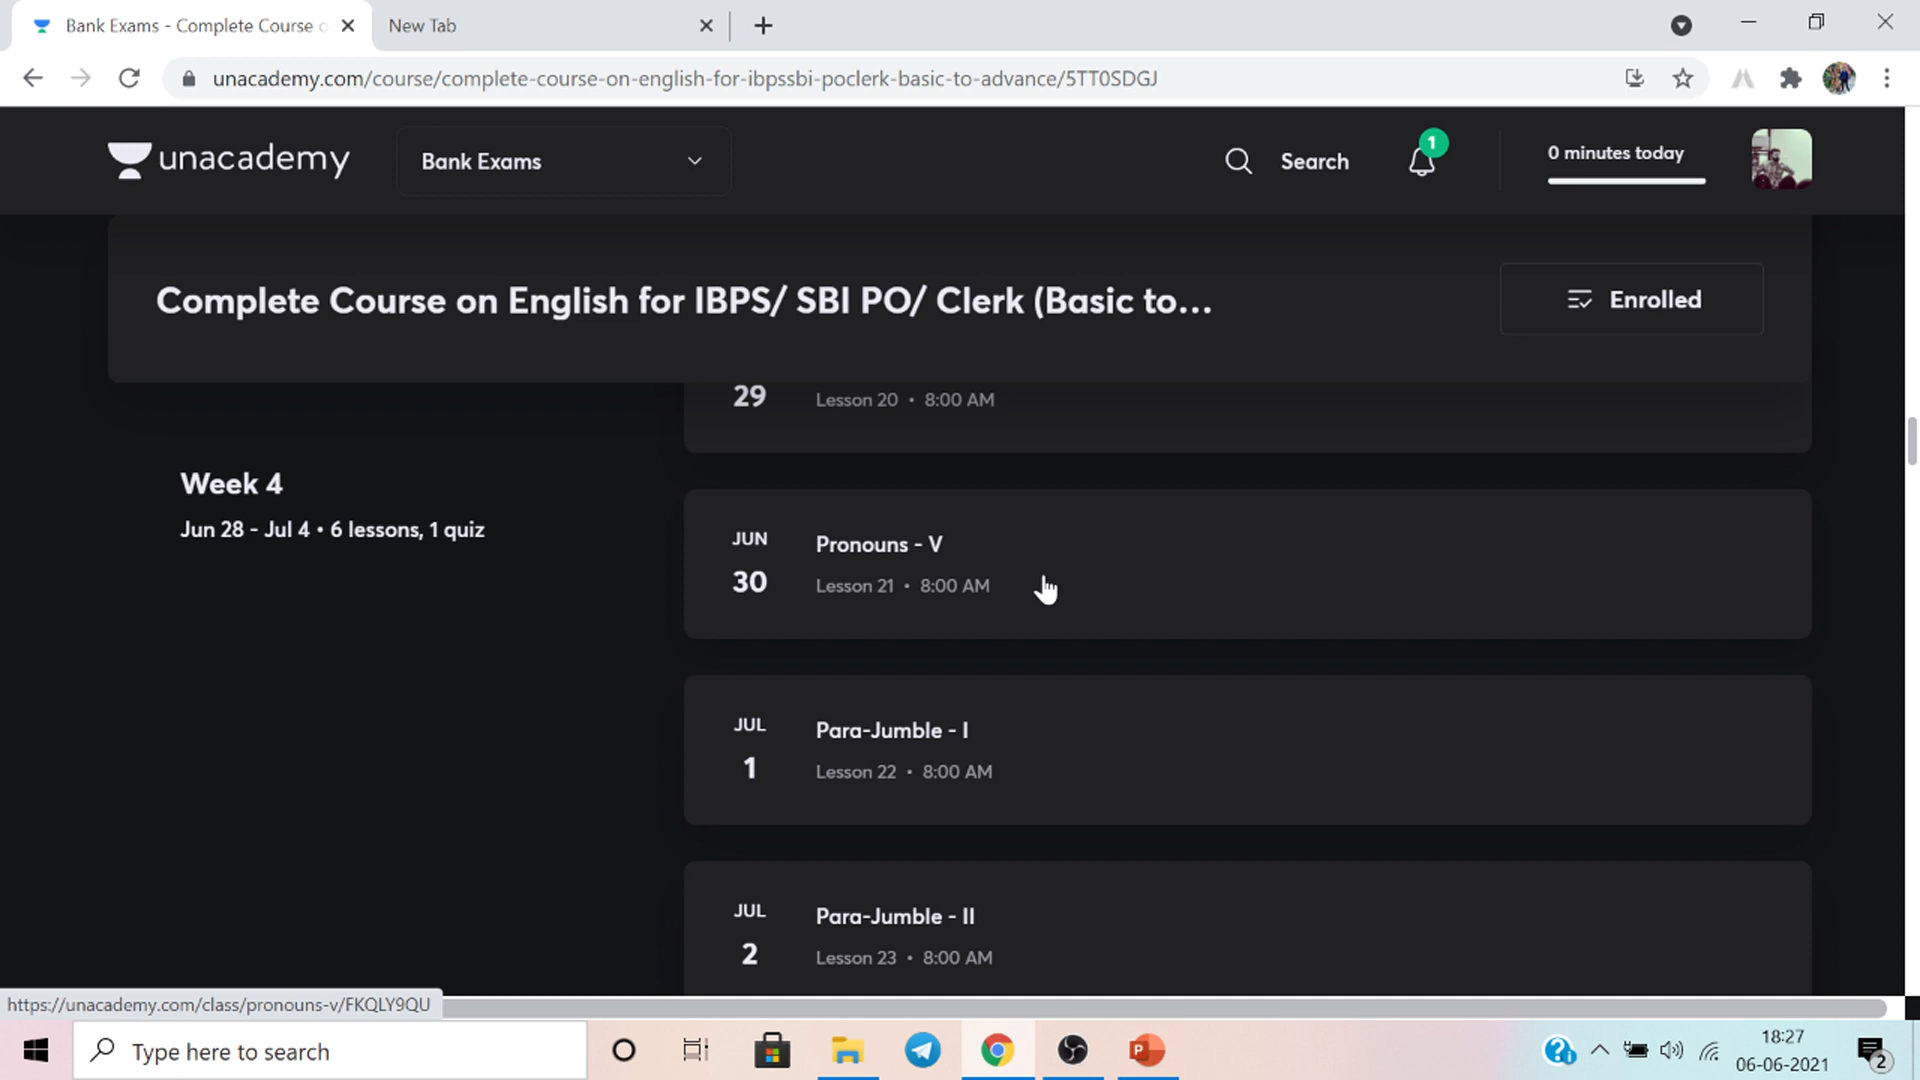 Bank Exams - Complete Course o
New Tab
unacademy.com/course/complete-course-on-english-for-ibpssbi-poclerk-basic-to-advance/5TT0SDGJ
unacademy
Bank Exams
Search
1
0 minutes today
Complete Course on English for IBPS/ SBI PO/ Clerk (Basic to...
Enrolled
29
Lesson 20 • 8:00 AM
Week 4
Jun 28 - Jul 4 • 6 lessons, 1 quiz
JUN
30
Pronouns - V
Lesson 21 • 8:00 AM
JUL
1
Para-Jumble - I
Lesson 22 • 8:00 AM
JUL
2
Para-Jumble - II
Lesson 23 • 8:00 AM
https://unacademy.com/class/pronouns-v/FKQLY9QU
Type here to search
18:27
06-06-2021
2